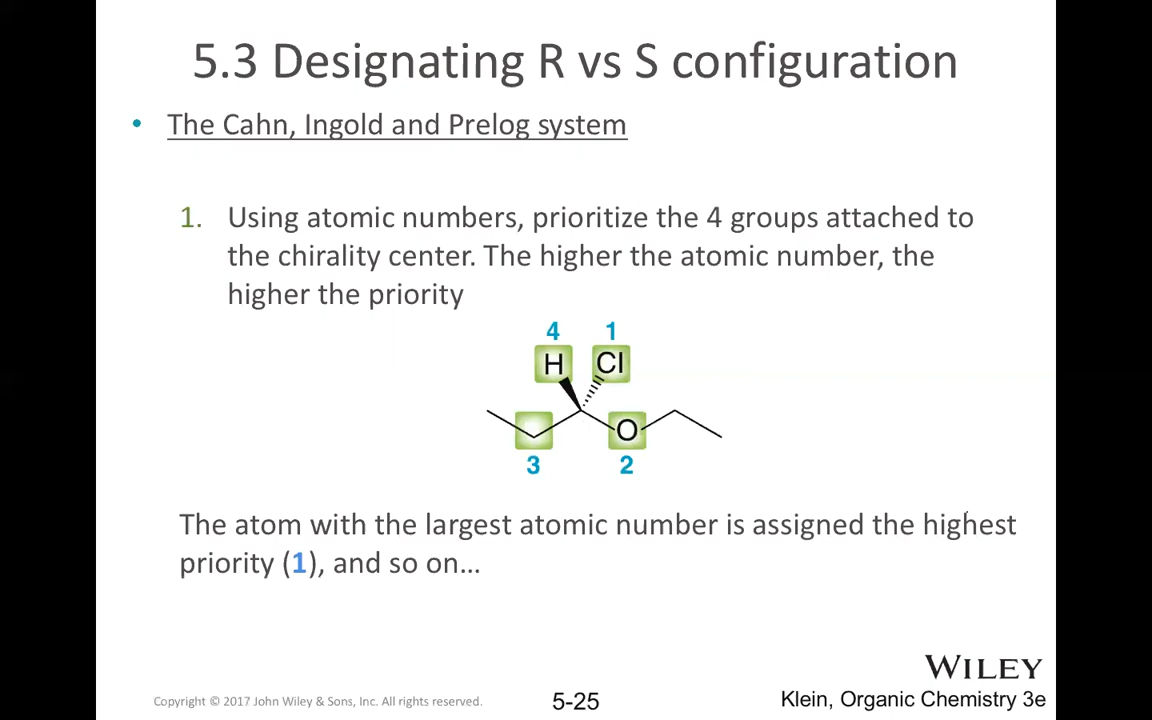 5.3 Designating R vs S configuration
• The Cahn, Ingold and Prelog system
1. Using atomic numbers, prioritize the 4 groups attached to
the chirality center. The higher the atomic number, the
higher the priority
4 1
H Cl
O
3 2
The atom with the largest atomic number is assigned the highest
priority (1), and so on...
WILEY
Copyright © 2017 John Wiley & Sons, Inc. All rights reserved. 5-25 Klein, Organic Chemistry 3e